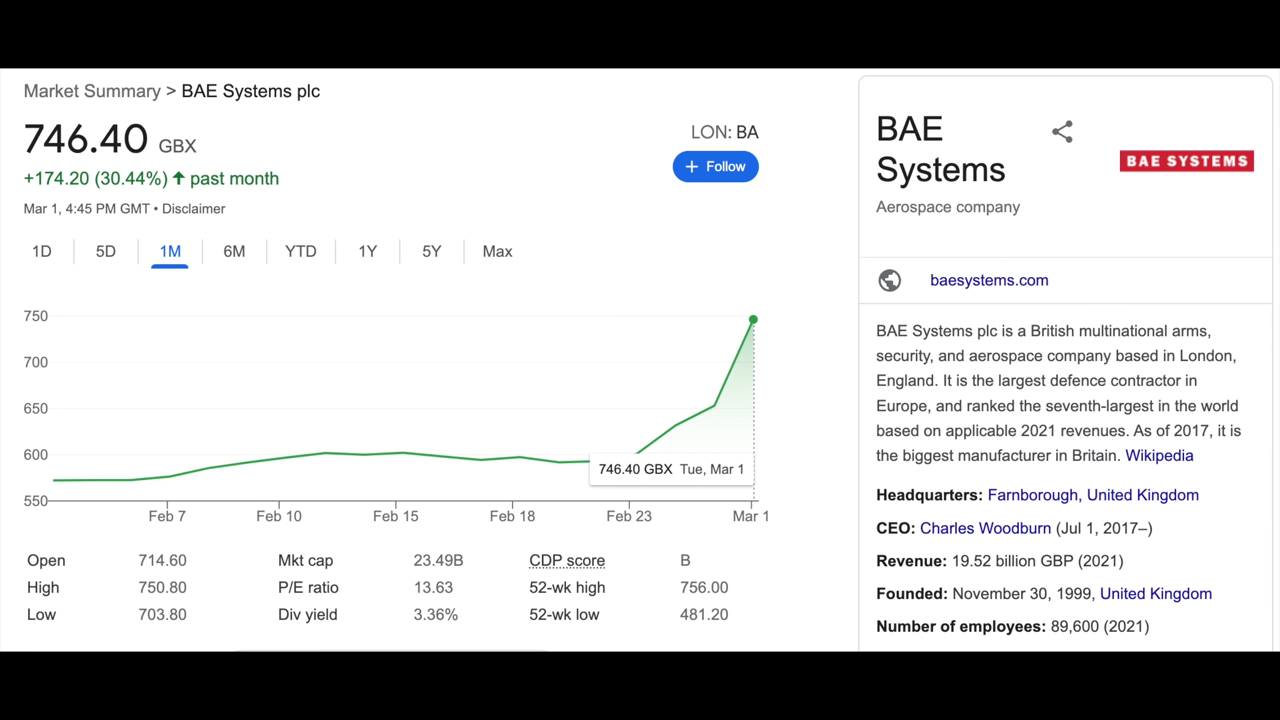 Market Summary > BAE Systems plc
746.40 GBX
+174.20 (30.44%) ↑ past month
Mar 1, 4:45 PM GMT • Disclaimer
LON: BA
+ Follow
1D 5D 1M 6M YTD 1Y 5Y Max
750
700
650
600
550
746.40 GBX Tue, Mar 1
Feb 7 Feb 10 Feb 15 Feb 18 Feb 23 Mar 1
Open 714.60 Mkt cap 23.49B CDP score B
High 750.80 P/E ratio 13.63 52-wk high 756.00
Low 703.80 Div yield 3.36% 52-wk low 481.20
BAE
Systems
BAE SYSTEMS
Aerospace company
baesystems.com
BAE Systems plc is a British multinational arms,
security, and aerospace company based in London,
England. It is the largest defence contractor in
Europe, and ranked the seventh-largest in the world
based on applicable 2021 revenues. As of 2017, it is
the biggest manufacturer in Britain. Wikipedia
Headquarters: Farnborough, United Kingdom
CEO: Charles Woodburn (Jul 1, 2017–)
Revenue: 19.52 billion GBP (2021)
Founded: November 30, 1999, United Kingdom
Number of employees: 89,600 (2021)